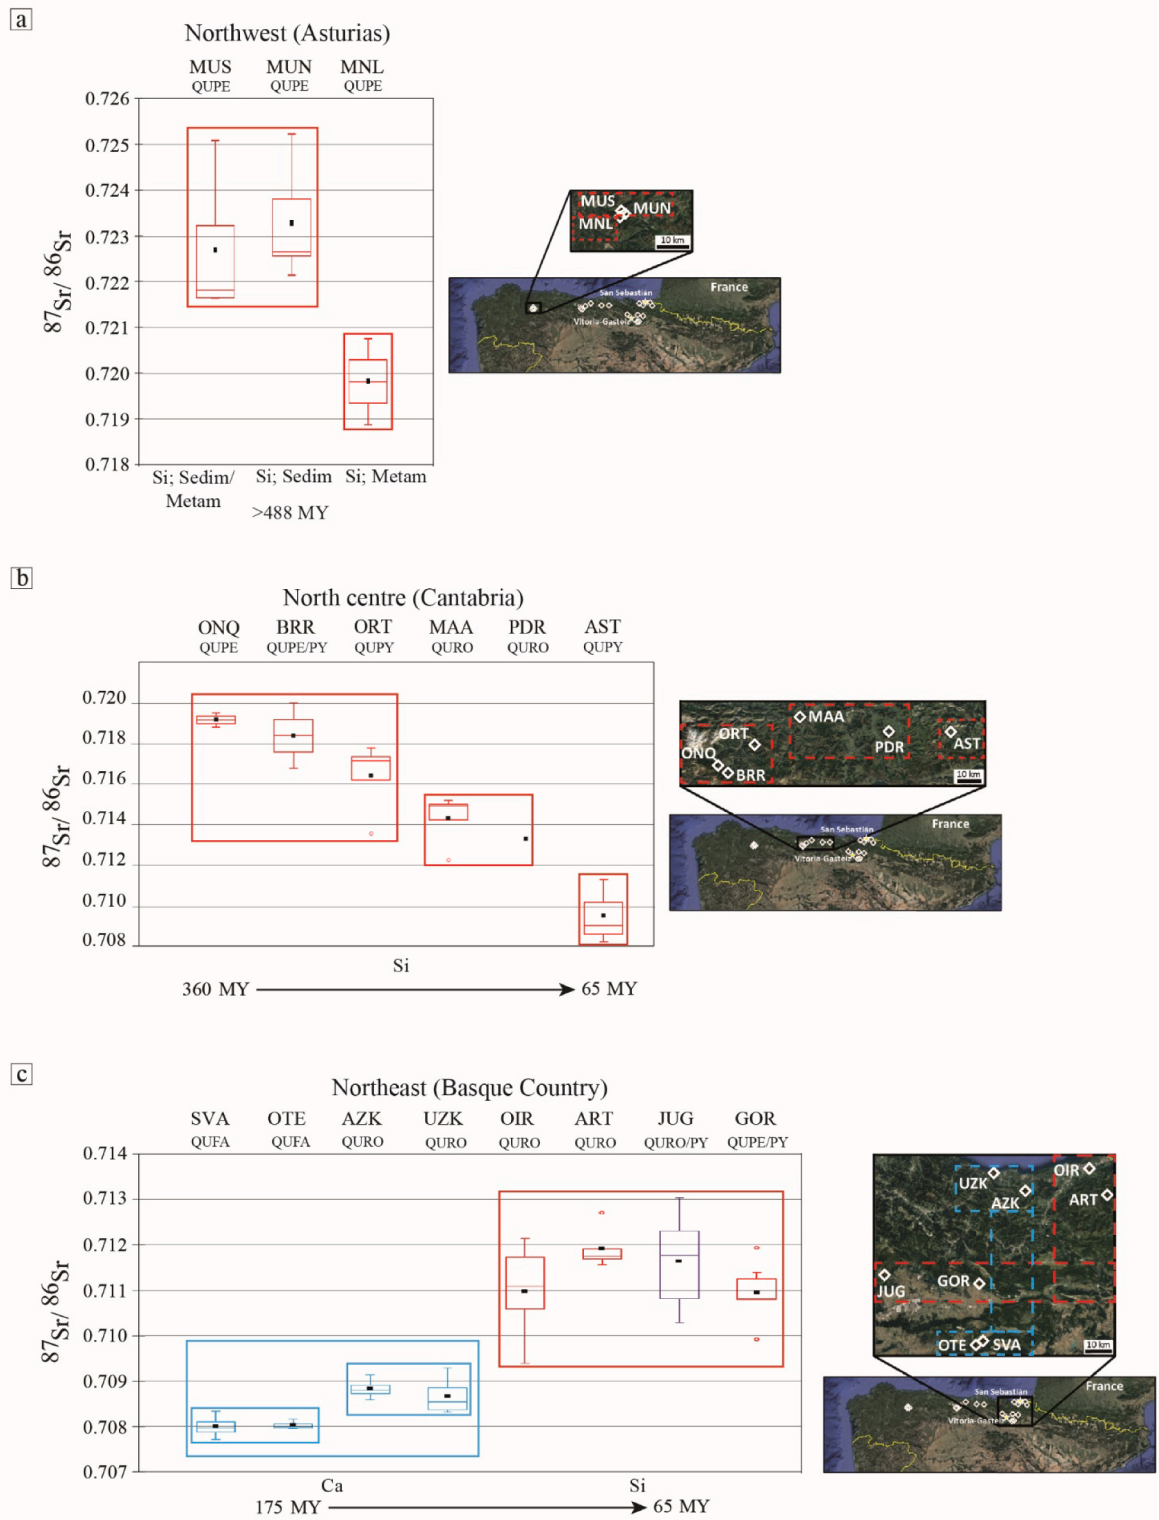 a
Northwest (Asturias)
MUS MUN MNL
QUPE QUPE QUPE
0.726
0.725
0.724
0.723
0.722
0.721
0.720
0.719
0.718
87Sr/ 86Sr
Si; Sedim/ Metam
Si; Sedim
Si; Metam
>488 MY
MUS
MUN
MNL
10 km
San Sebastián
France
Vitoria-Gasteiz
b
North centre (Cantabria)
ONQ BRR ORT MAA PDR AST
QUPE QUPE/PY QUPY QURO QURO QUPY
0.720
0.718
0.716
0.714
0.712
0.710
0.708
87Sr/ 86Sr
Si
360 MY 65 MY
MAA
ORT
PDR
AST
ONQ
BRR
10 km
San Sebastián
France
Vitoria-Gasteiz
c
Northeast (Basque Country)
SVA OTE AZK UZK OIR ART JUG GOR
QUFA QUFA QURO QURO QURO QURO QURO/PY QUPE/PY
0.714
0.713
0.712
0.711
0.710
0.709
0.708
0.707
87Sr/ 86Sr
Ca Si
175 MY 65 MY
OIR
UZK
AZK
ART
GOR
JUG
OTE SVA
10 km
San Sebastián
France
Vitoria-Gasteiz